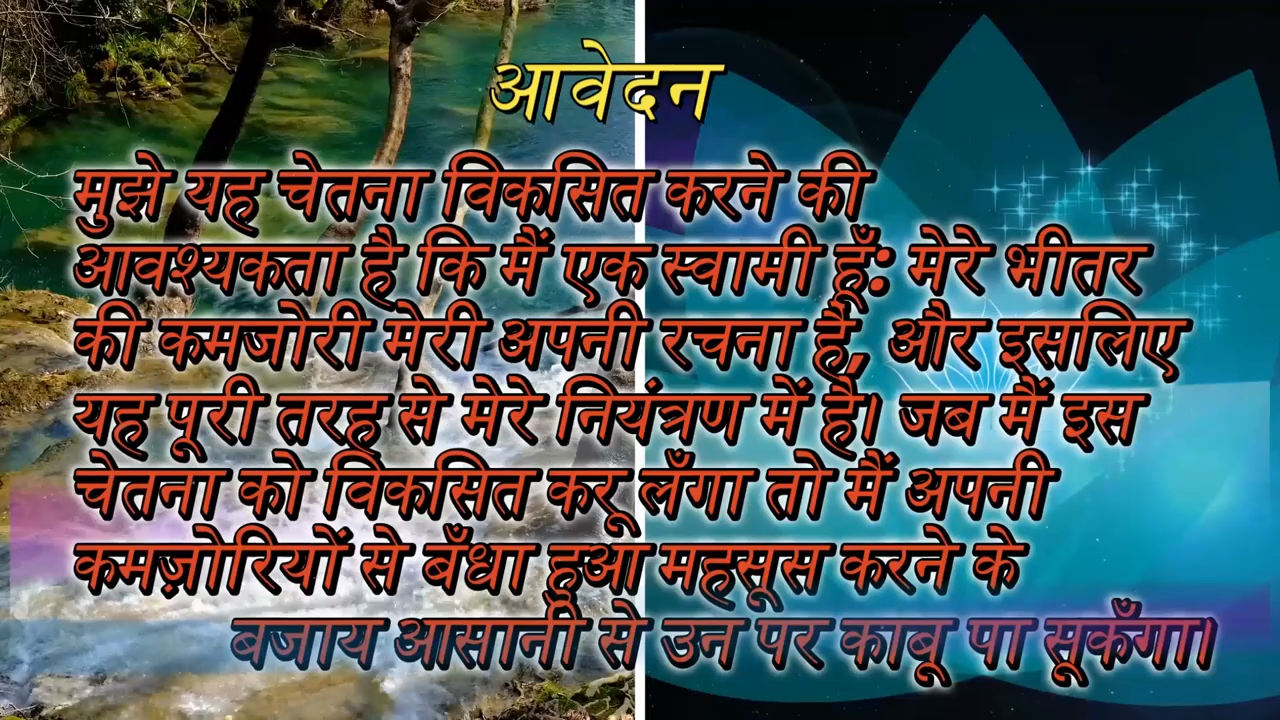 आवेदन
मुझे यह चेतना विकसित करने की
आवश्यकता है कि मैं एक स्वामी हूँ: मेरे भीतर
की कमजोरी मेरी अपनी रचना है, और इसलिए
यह पूरी तरह से मेरे नियंत्रण में है। जब मैं इस
चेतना को विकसित करू लँगा तो मैं अपनी
कमज़ोरियों से बँधा हुआ महसूस करने के
बजाय आसानी से उन पर काबू पा सूकँगा।